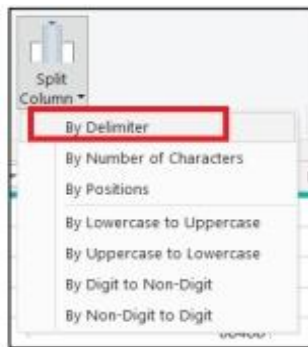 Split
Column
By Delimiter
By Number of Characters
By Positions
By Lowercase to Uppercase
By Uppercase to Lowercase
By Digit to Non-Digit
By Non-Digit to Digit